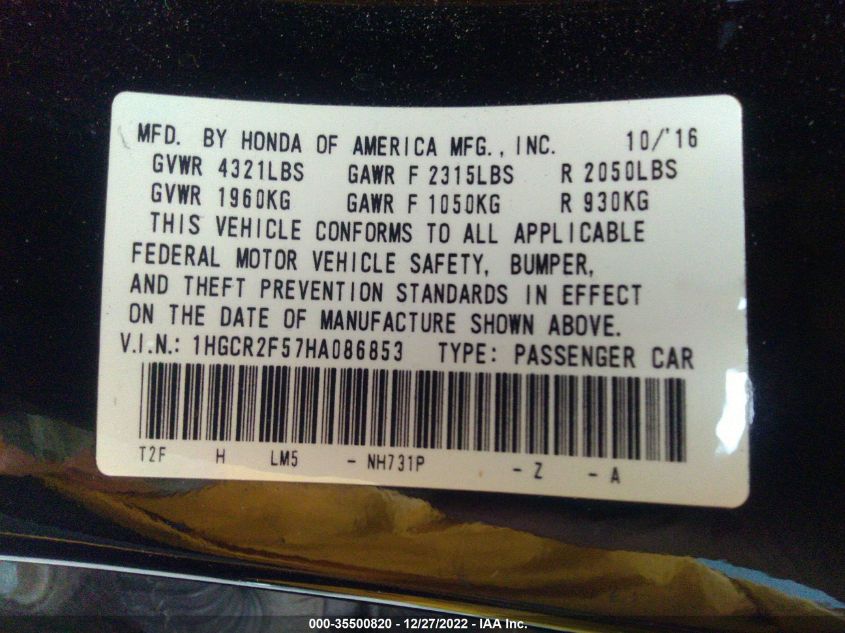 MFD. BY HONDA OF AMERICA MFG., INC. 10/'16
GVWR 4321LBS GAWR F 2315LBS R 2050LBS
GVWR 1960KG GAWR F 1050KG R 930KG
THIS VEHICLE CONFORMS TO ALL APPLICABLE
FEDERAL MOTOR VEHICLE SAFETY, BUMPER,
AND THEFT PREVENTION STANDARDS IN EFFECT
ON THE DATE OF MANUFACTURE SHOWN ABOVE.
V.I.N.: 1HGCR2F57HA086853 TYPE: PASSENGER CAR
T2F H LM5 - NH731P - Z - A
000-35500820 - 12/27/2022 - IAA Inc.